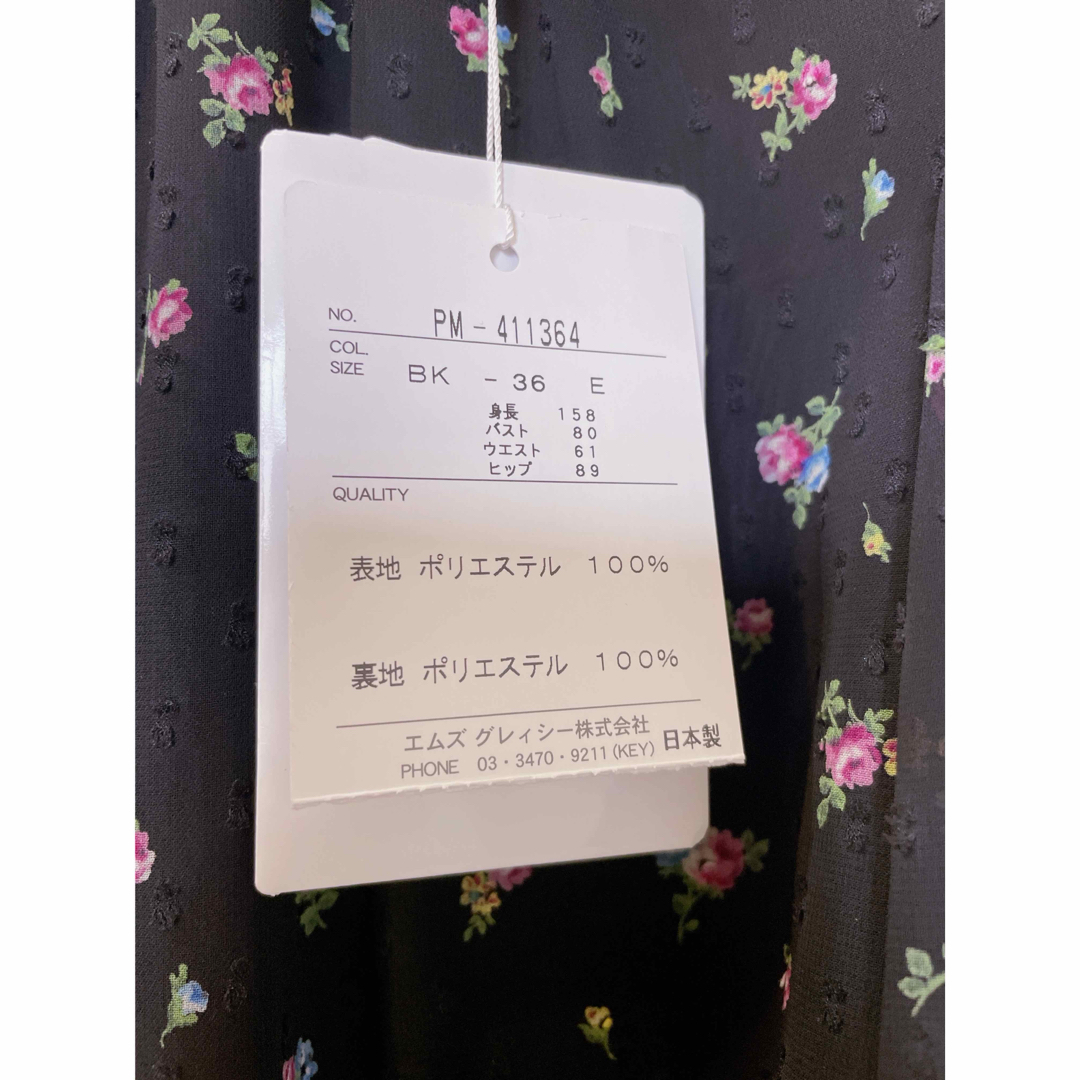 NO. PM-411364
COL.
SIZE BK -36 E
身長 158
バスト 80
ウエスト 61
ヒップ 89
QUALITY
表地 ポリエステル 100%
裏地 ポリエステル 100%
エムズ グレィシー株式会社
PHONE 03・3470・9211(KEY) 日本製